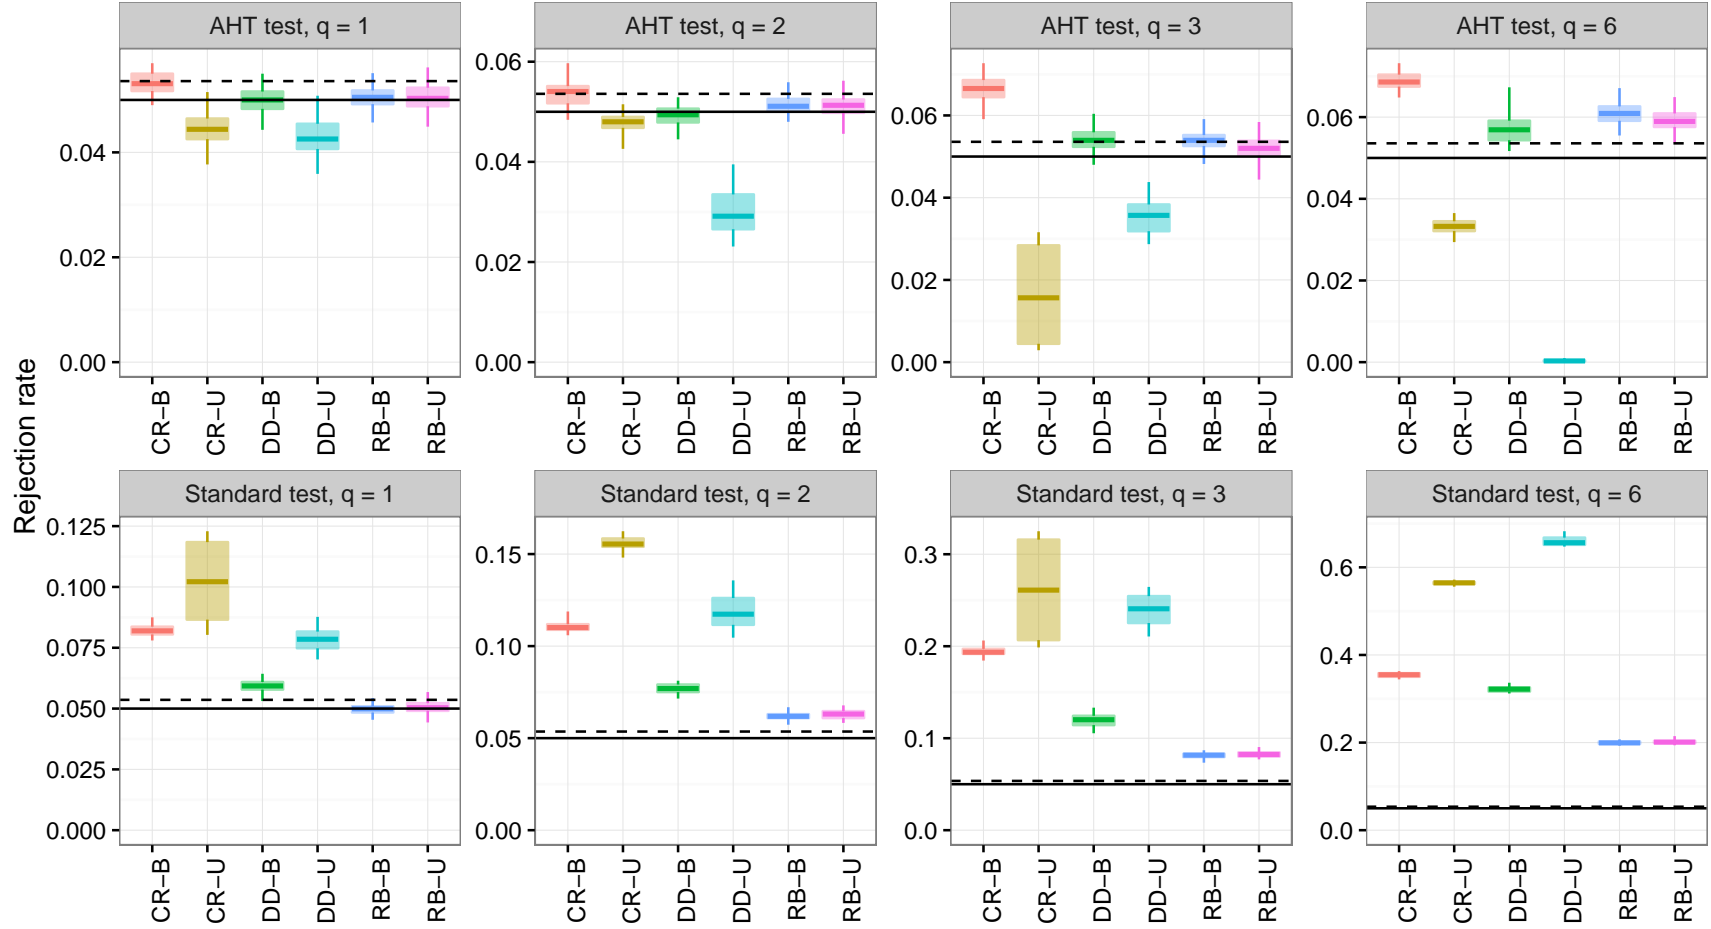 Rejection rate
AHT test, q = 1
AHT test, q = 2
AHT test, q = 3
AHT test, q = 6
0.04
0.02
0.00
0.06
0.04
0.02
0.00
0.06
0.04
0.02
0.00
0.06
0.04
0.02
0.00
CR−B
CR−U
DD−B
DD−U
RB−B
RB−U
CR−B
CR−U
DD−B
DD−U
RB−B
RB−U
CR−B
CR−U
DD−B
DD−U
RB−B
RB−U
CR−B
CR−U
DD−B
DD−U
RB−B
RB−U
Standard test, q = 1
Standard test, q = 2
Standard test, q = 3
Standard test, q = 6
0.125
0.100
0.075
0.050
0.025
0.000
0.15
0.10
0.05
0.00
0.3
0.2
0.1
0.0
0.6
0.4
0.2
0.0
CR−B
CR−U
DD−B
DD−U
RB−B
RB−U
CR−B
CR−U
DD−B
DD−U
RB−B
RB−U
CR−B
CR−U
DD−B
DD−U
RB−B
RB−U
CR−B
CR−U
DD−B
DD−U
RB−B
RB−U